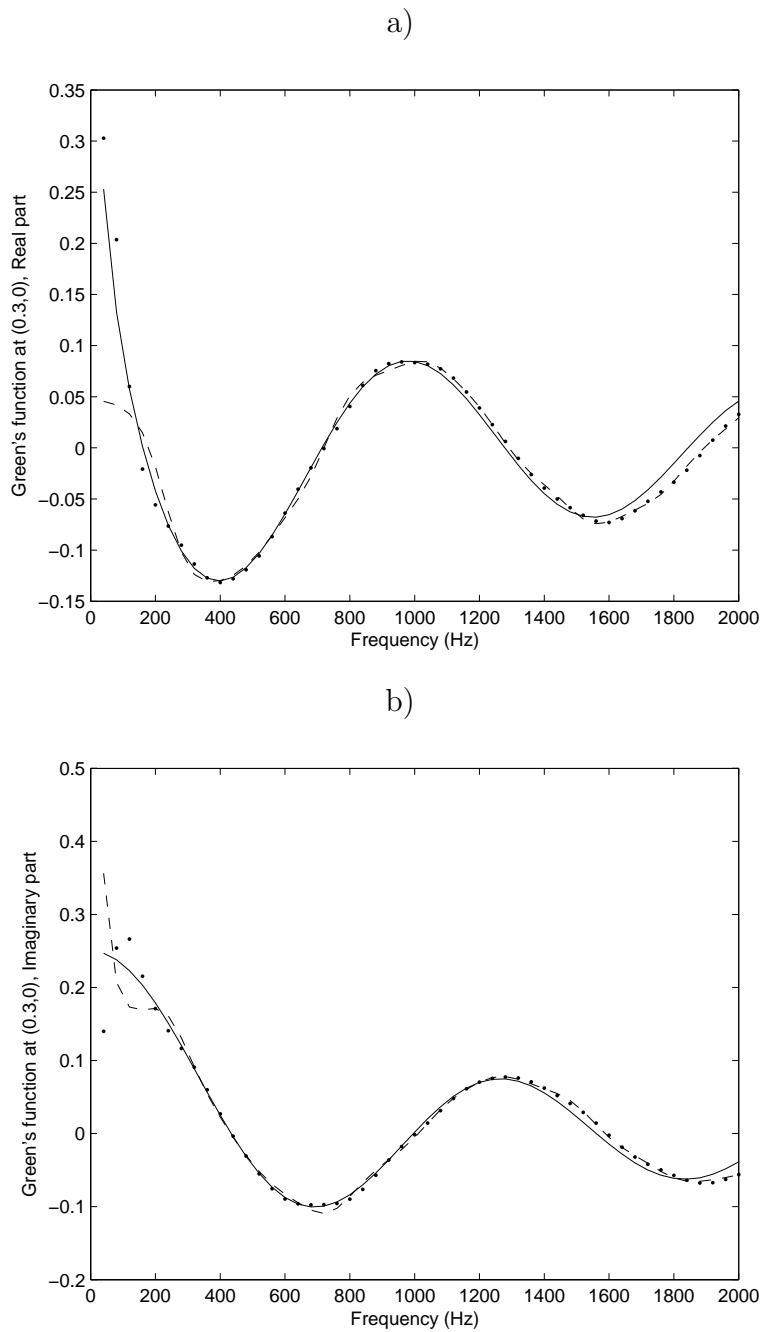 a)
0.35
0.3
0.25
0.2
0.15
0.1
0.05
0
−0.05
−0.1
−0.15
Green's function at (0.3,0), Real part
0 200 400 600 800 1000 1200 1400 1600 1800 2000
Frequency (Hz)
b)
0.5
0.4
0.3
0.2
0.1
0
−0.1
−0.2
Green's function at (0.3,0), Imaginary part
0 200 400 600 800 1000 1200 1400 1600 1800 2000
Frequency (Hz)